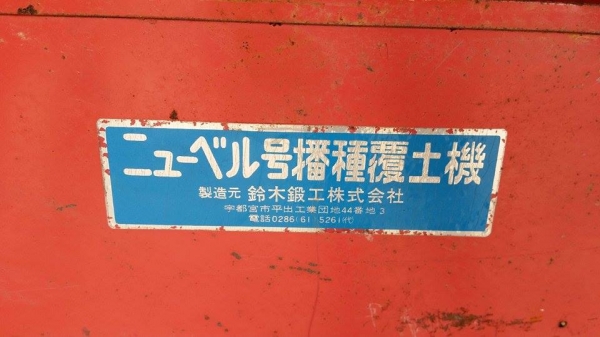 ニューベル号播種覆土機
製造元 鈴木鍛工株式会社
宇都宮市平出工業団地44番地3
電話0286(61)5261(代)